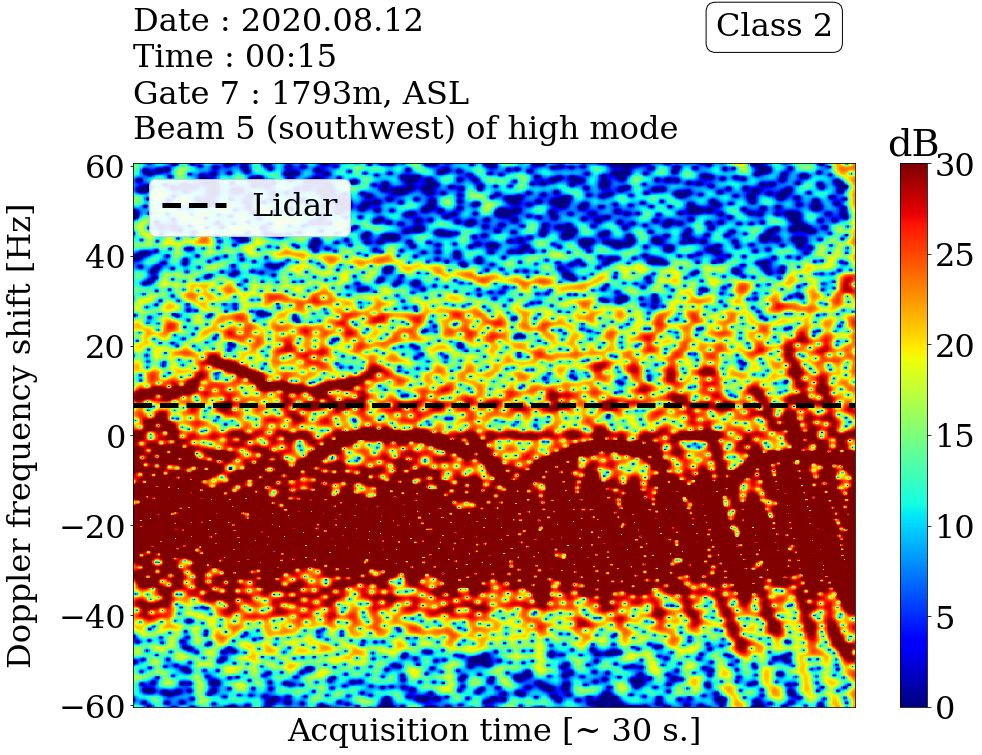 Date : 2020.08.12
Time : 00:15
Gate 7 : 1793m, ASL
Beam 5 (southwest) of high mode
Class 2
dB
Lidar
Doppler frequency shift [Hz]
60
40
20
0
−20
−40
−60
Acquisition time [~ 30 s.]
30
25
20
15
10
5
0